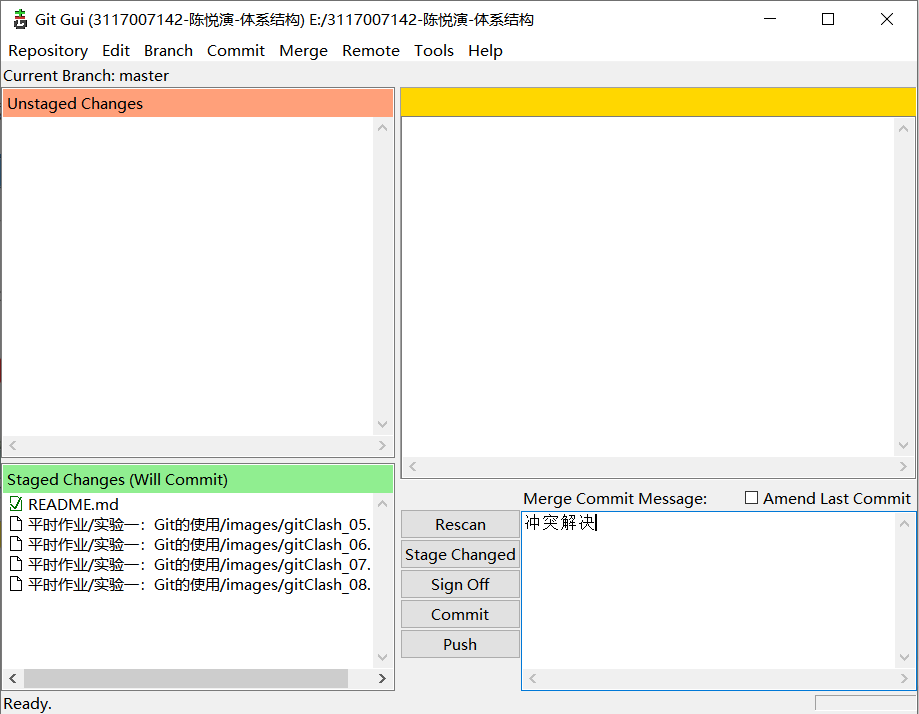 Git Gui (3117007142-陈悦演-体系结构) E:/3117007142-陈悦演-体系结构
Repository Edit Branch Commit Merge Remote Tools Help
Current Branch: master
Unstaged Changes
Staged Changes (Will Commit)
README.md
平时作业/实验一：Git的使用/images/gitClash_05.
平时作业/实验一：Git的使用/images/gitClash_06.
平时作业/实验一：Git的使用/images/gitClash_07.
平时作业/实验一：Git的使用/images/gitClash_08.
Merge Commit Message:
Amend Last Commit
Rescan
Stage Changed
Sign Off
Commit
Push
冲突解决
Ready.